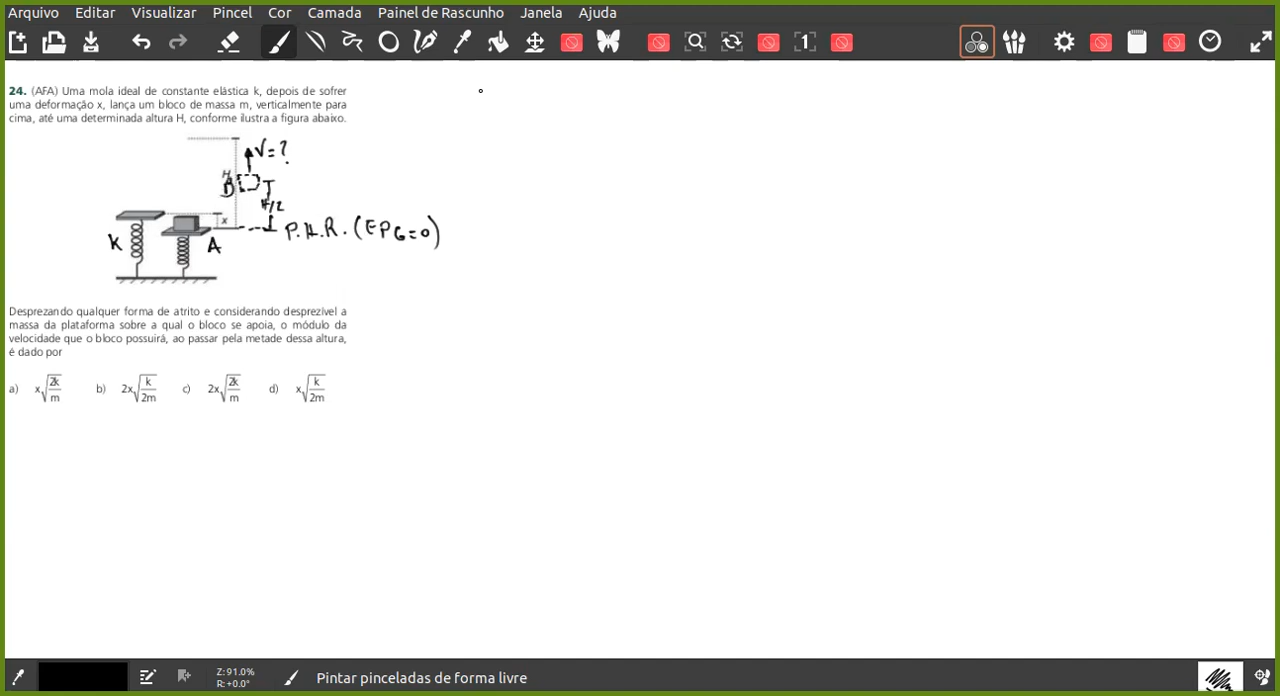 Arquivo Editar Visualizar Pincel Cor Camada Painel de Rascunho Janela Ajuda
1
24. (AFA) Uma mola ideal de constante elástica k, depois de sofrer
uma deformação x, lança um bloco de massa m, verticalmente para
cima, até uma determinada altura H, conforme ilustra a figura abaixo.
V=?
H
B
H/2
x
P.H.R. (EPG=0)
K
A
Desprezando qualquer forma de atrito e considerando desprezível a
massa da plataforma sobre a qual o bloco se apoia, o módulo da
velocidade que o bloco possuirá, ao passar pela metade dessa altura,
é dado por
a) x√2k/m b) 2x√k/2m c) 2x√2k/m d) x√k/2m
Z: 91.0%
R: +0.0°
Pintar pinceladas de forma livre